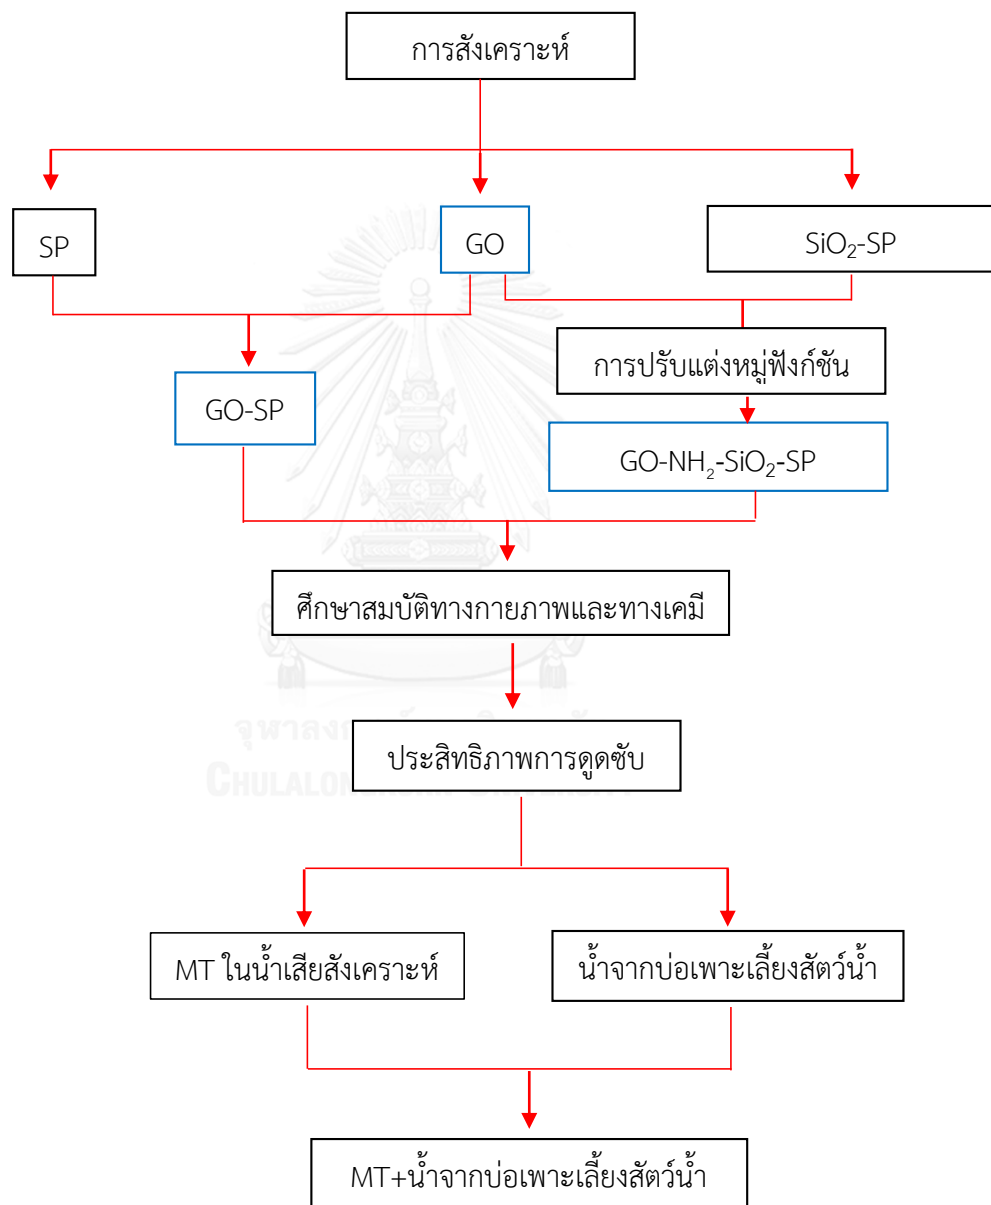 การสังเคราะห์
SP
GO
SiO₂-SP
การปรับแต่งหมู่ฟังก์ชัน
GO-SP
GO-NH₂-SiO₂-SP
ศึกษาสมบัติทางกายภาพและทางเคมี
ประสิทธิภาพการดูดซับ
MT ในน้ำเสียสังเคราะห์
น้ำจากบ่อเพาะเลี้ยงสัตว์น้ำ
MT+น้ำจากบ่อเพาะเลี้ยงสัตว์น้ำ